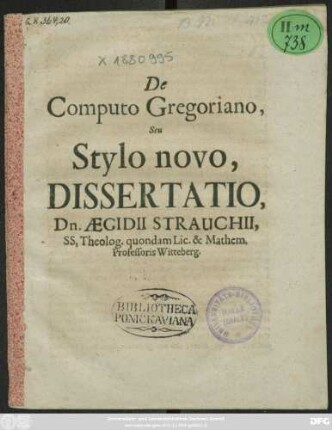 II m
738
X 1880995
De
Computo Gregoriano,
Seu
Stylo novo,
DISSERTATIO,
Dn. ÆGIDII STRAUCHII,
SS, Theolog. quondam Lic. & Mathem.
Professoris Witteberg.
BIBLIOTHECA
PONICKAVIANA